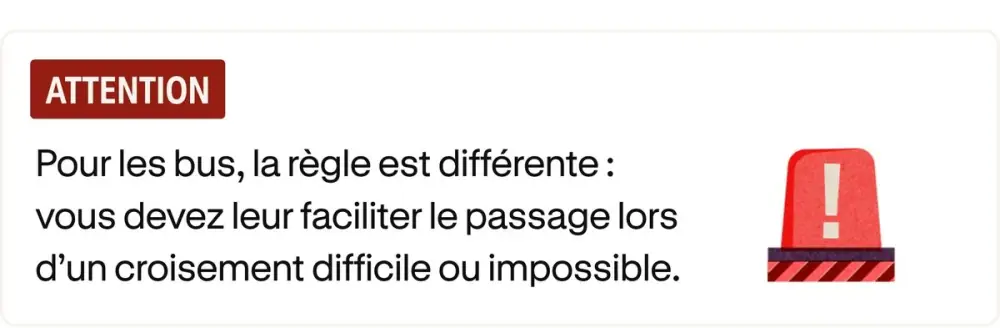 ATTENTION
Pour les bus, la règle est différente :
vous devez leur faciliter le passage lors
d’un croisement difficile ou impossible.
!